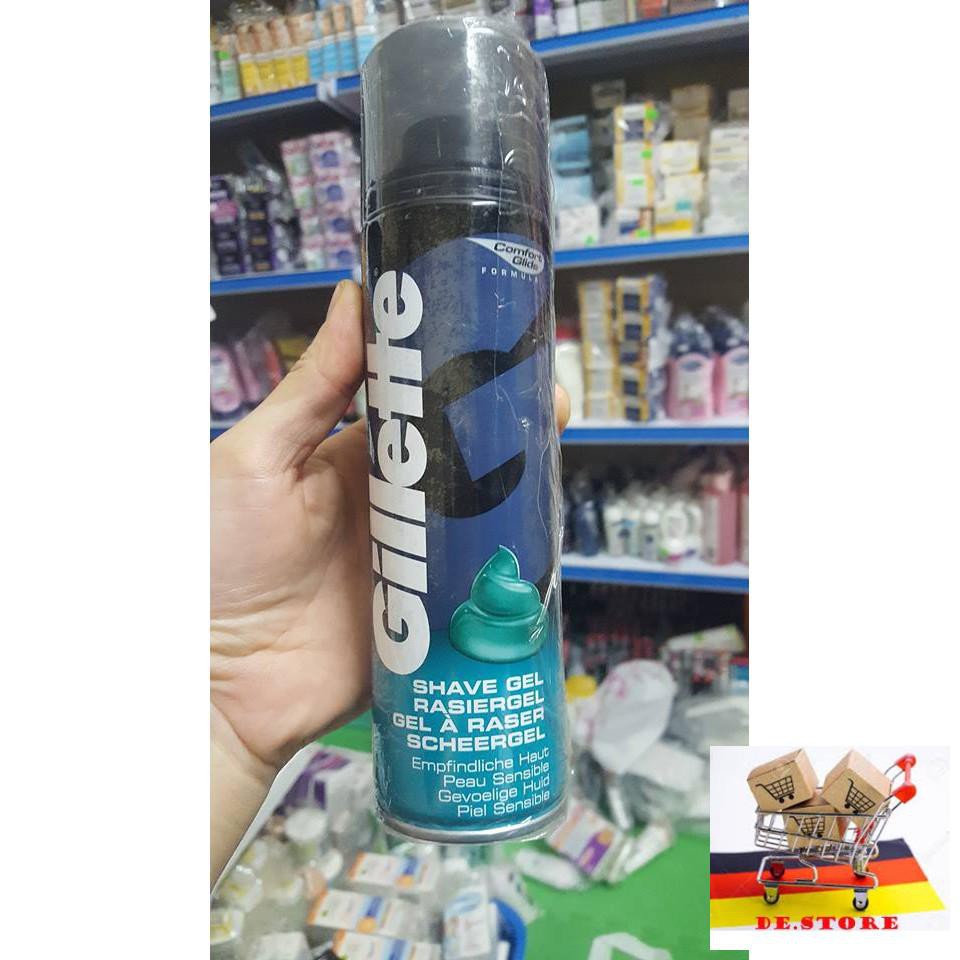 Comfort
Glide
FORMULA
Gillette
SHAVE GEL
RASIERGEL
GEL À RASER
SCHEERGEL
Empfindliche Haut
Peau Sensible
Gevoelige Huid
Piel Sensible
DE.STORE